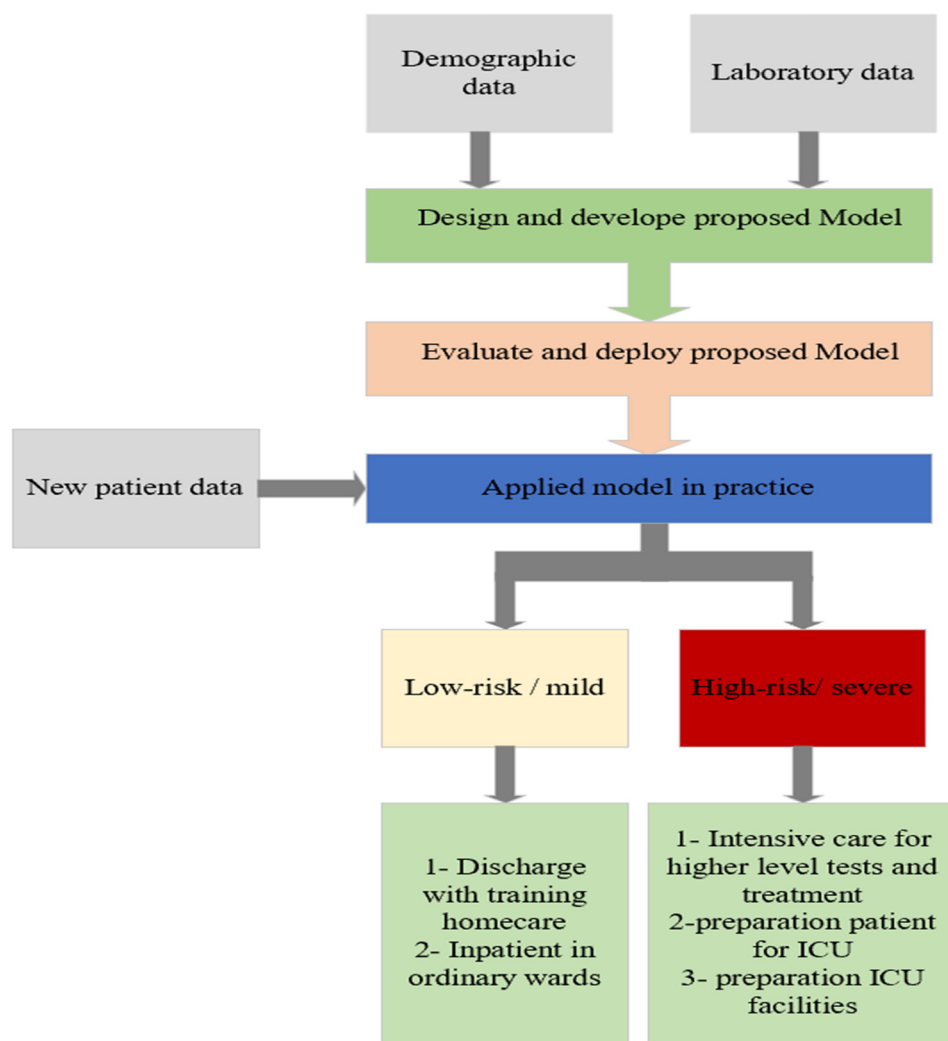 Demographic
data
Laboratory data
Design and develope proposed Model
Evaluate and deploy proposed Model
New patient data
Applied model in practice
Low-risk / mild
High-risk/ severe
1- Discharge
with training
homecare
2- Inpatient in
ordinary wards
1- Intensive care for
higher level tests and
treatment
2-preparation patient
for ICU
3- preparation ICU
facilities